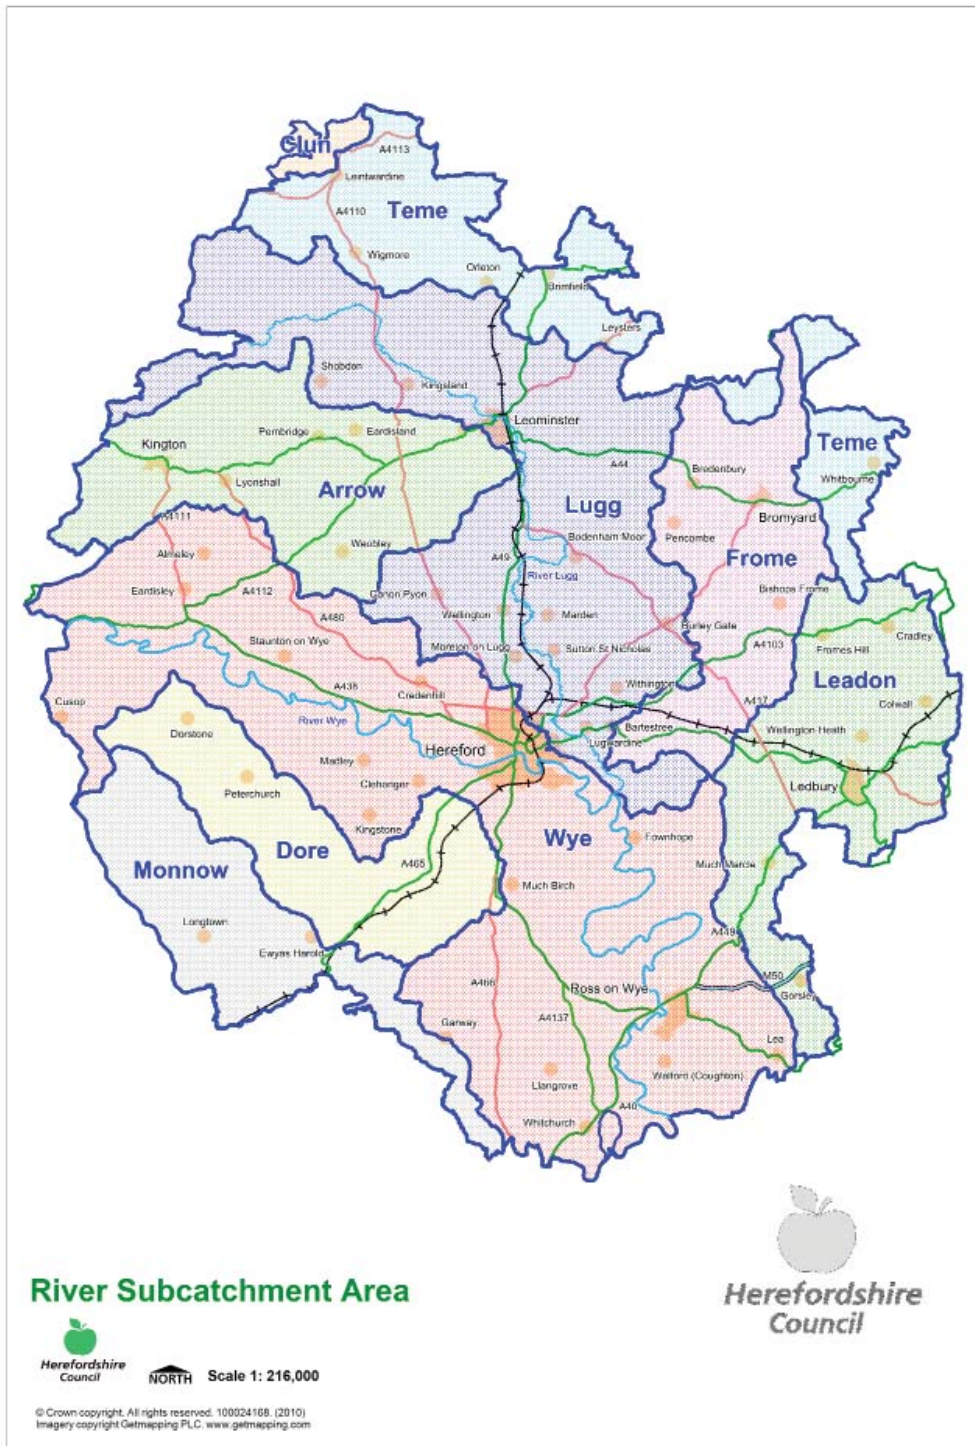 Clun
A4113
Leintwardine
A4110
Teme
Wigmore
Orleton
Brimfield
Leysters
Shobdon
Kingsland
Leominster
Kington
Pembridge
Eardisland
Teme
A44
Bredenbury
Whitbourne
Lyonshall
Arrow
Lugg
A4111
Bromyard
Pencombe
Bodenham Moor
Almeley
Weobley
A49
Frome
River Lugg
Eardisley
A4112
Canon Pyon
Bishops Frome
Wellington
Marden
A480
Burley Gate
Cradley
Staunton on Wye
Moreton on Lugg
Sutton St Nicholas
A4103
Fromes Hill
Leadon
Credenhill
A438
Withington
Cusop
A417
Colwall
River Wye
Bartestree
Wellington Heath
Dorstone
Hereford
Lugwardine
Madley
Peterchurch
Clehonger
Ledbury
Kingstone
Wye
Fownhope
Dore
A465
Much Marcle
Monnow
Much Birch
Longtown
A449
Ewyas Harold
M50
A466
Ross on Wye
Gorsley
Garway
A4137
Lea
Llangrove
Walford (Coughton)
Whitchurch
A40
River Subcatchment Area
Herefordshire
Council
Herefordshire
Council
NORTH
Scale 1: 216,000
© Crown copyright. All rights reserved. 100024168. (2010)
Imagery copyright Getmapping PLC. www.getmapping.com